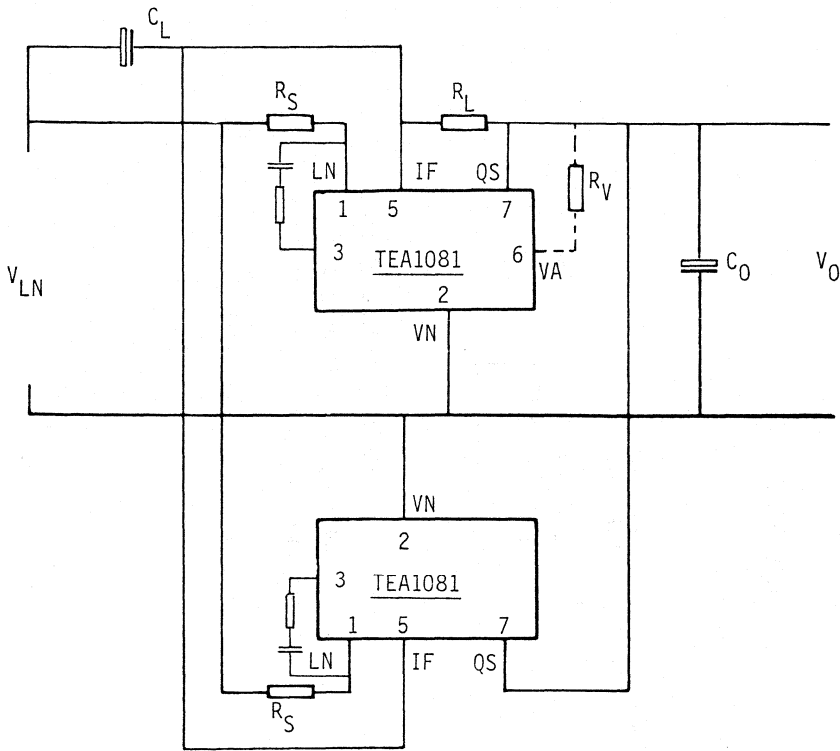 C_L
R_S
R_L
LN
IF
QS
R_V
1
5
7
3
TEA1081
6
VA
V_LN
2
C_O
V_O
VN
VN
2
3
TEA1081
1
5
7
LN
IF
QS
R_S